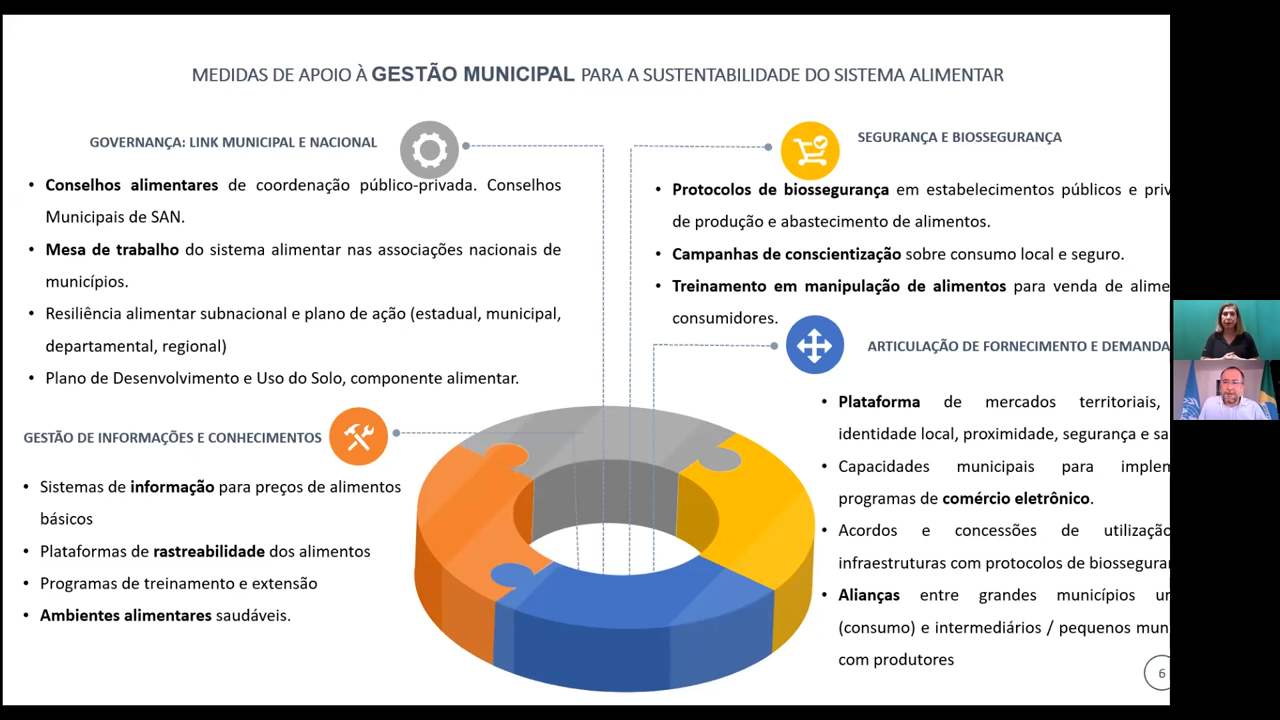 MEDIDAS DE APOIO À GESTÃO MUNICIPAL PARA A SUSTENTABILIDADE DO SISTEMA ALIMENTAR
GOVERNANÇA: LINK MUNICIPAL E NACIONAL
• Conselhos alimentares de coordenação público-privada. Conselhos
Municipais de SAN.
• Mesa de trabalho do sistema alimentar nas associações nacionais de
municípios.
• Resiliência alimentar subnacional e plano de ação (estadual, municipal,
departamental, regional)
• Plano de Desenvolvimento e Uso do Solo, componente alimentar.
GESTÃO DE INFORMAÇÕES E CONHECIMENTOS
• Sistemas de informação para preços de alimentos
básicos
• Plataformas de rastreabilidade dos alimentos
• Programas de treinamento e extensão
• Ambientes alimentares saudáveis.
SEGURANÇA E BIOSSEGURANÇA
• Protocolos de biossegurança em estabelecimentos públicos e
de produção e abastecimento de alimentos.
• Campanhas de conscientização sobre consumo local e seguro.
• Treinamento em manipulação de alimentos para venda de
consumidores.
ARTICULAÇÃO DE FORNECIMENTO E DEMANDA
• Plataforma de mercados territoriais,
identidade local, proximidade, segurança e
• Capacidades municipais para
programas de comércio eletrônico.
• Acordos e concessões de utilização
infraestruturas com protocolos de
• Alianças entre grandes municípios
(consumo) e intermediários / pequenos
com produtores
6